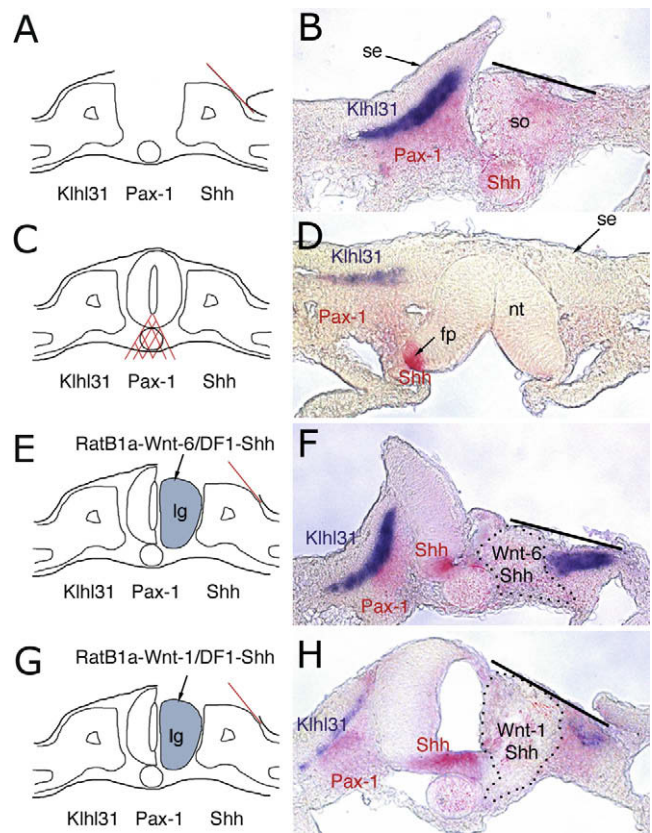 A
Klhl31 Pax-1 Shh
B
se
Klhl31
so
Pax-1
Shh
C
Klhl31 Pax-1 Shh
D
se
Klhl31
nt
Pax-1
fp
Shh
E
RatB1a-Wnt-6/DF1-Shh
Ig
Klhl31 Pax-1 Shh
F
Klhl31
Shh
Wnt-6
Shh
Pax-1
G
RatB1a-Wnt-1/DF1-Shh
Ig
Klhl31 Pax-1 Shh
H
Klhl31
Shh
Wnt-1
Shh
Pax-1